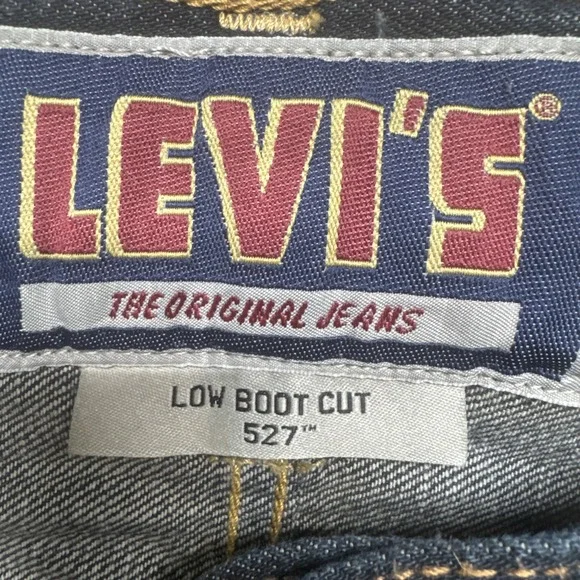 LEVI'S®
THE ORIGINAL JEANS
LOW BOOT CUT
527™